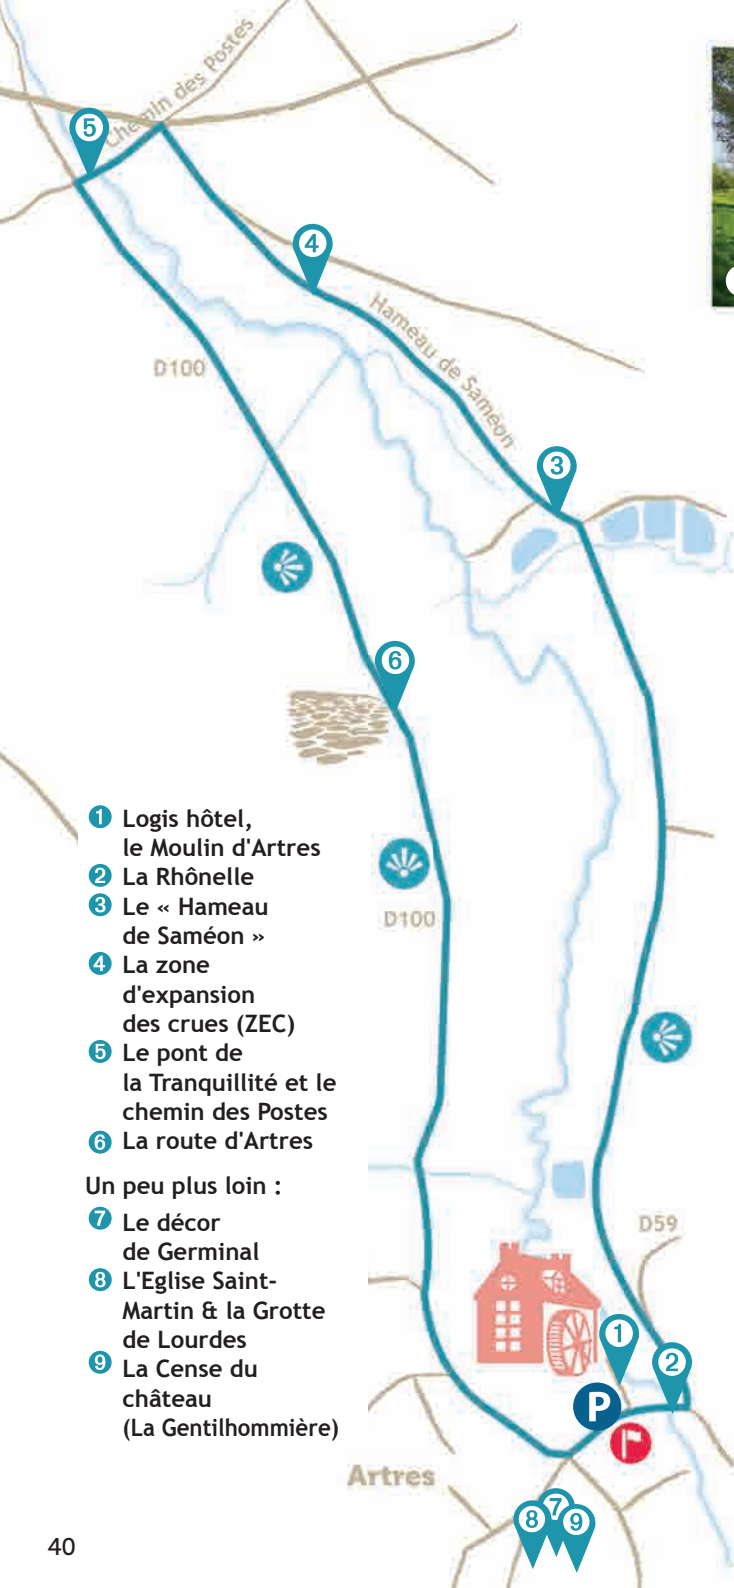 Chemin des Postes
5
4
Hameau de Saméon
D100
3
6
1 Logis hôtel,
le Moulin d'Artres
2 La Rhônelle
3 Le « Hameau
de Saméon »
4 La zone
d'expansion
des crues (ZEC)
5 Le pont de
la Tranquillité et le
chemin des Postes
6 La route d'Artres
Un peu plus loin :
7 Le décor
de Germinal
8 L'Eglise Saint-
Martin & la Grotte
de Lourdes
9 La Cense du
château
(La Gentilhommière)
D100
D59
1
2
P
Artres
7
8
9
40